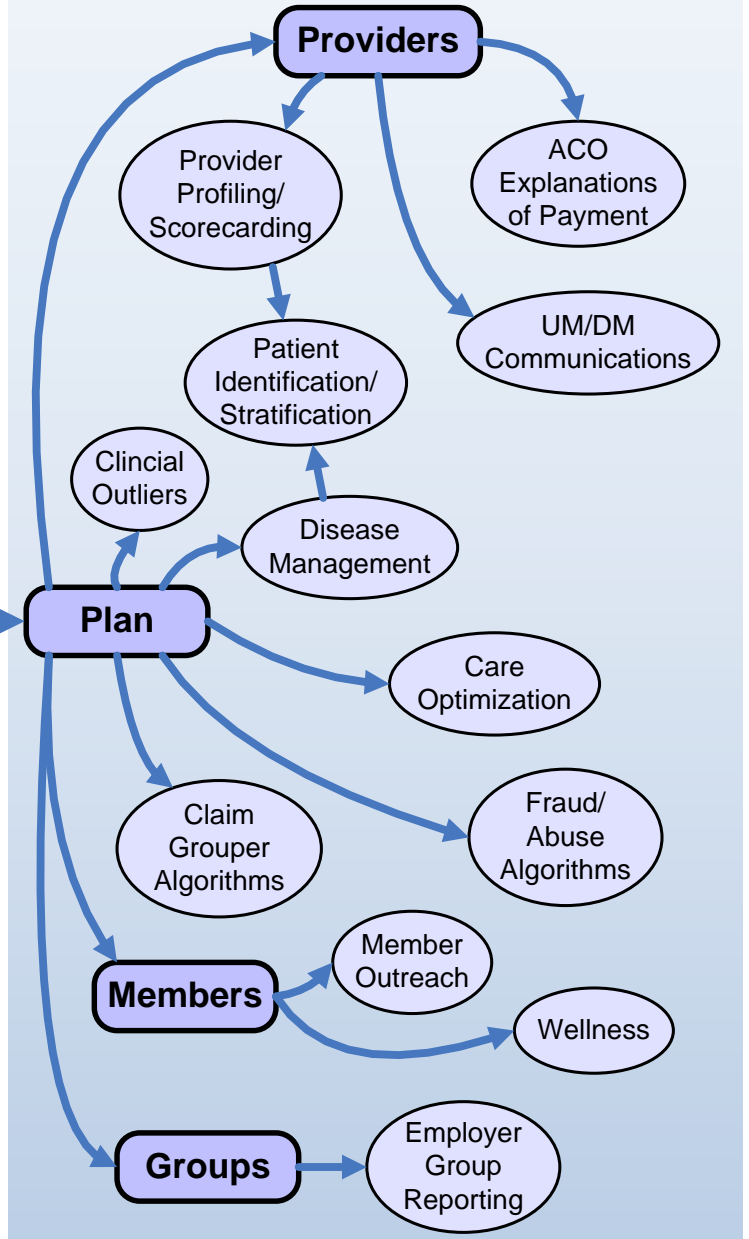 Providers
Provider
Profiling/
Scorecarding
ACO
Explanations
of Payment
UM/DM
Communications
Patient
Identification/
Stratification
Clincial
Outliers
Disease
Management
Plan
Care
Optimization
Claim
Grouper
Algorithms
Fraud/
Abuse
Algorithms
Members
Member
Outreach
Wellness
Groups
Employer
Group
Reporting